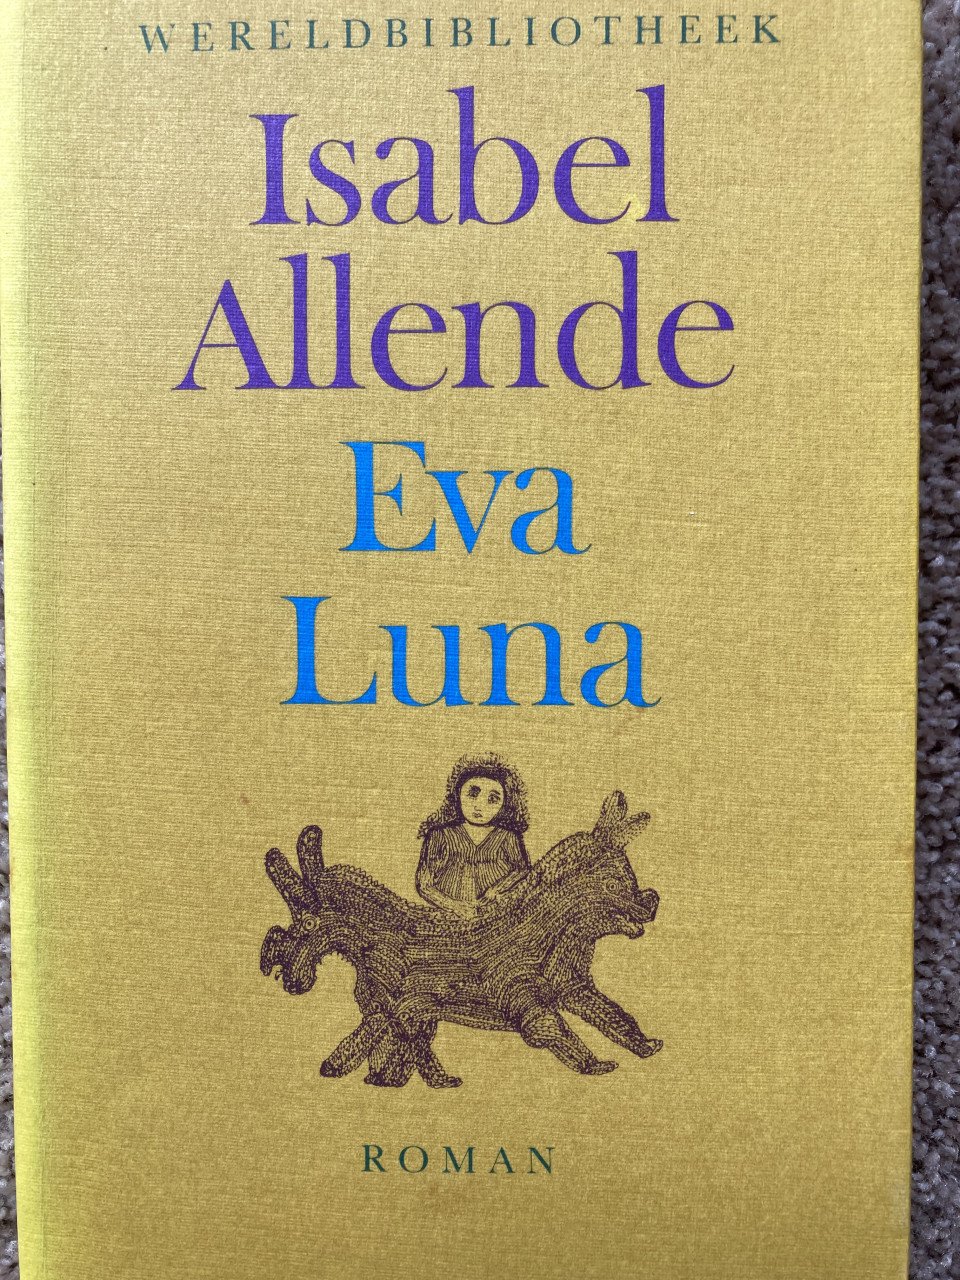 WERELDBIBLIOTHEEK
Isabel
Allende
Eva
Luna
ROMAN